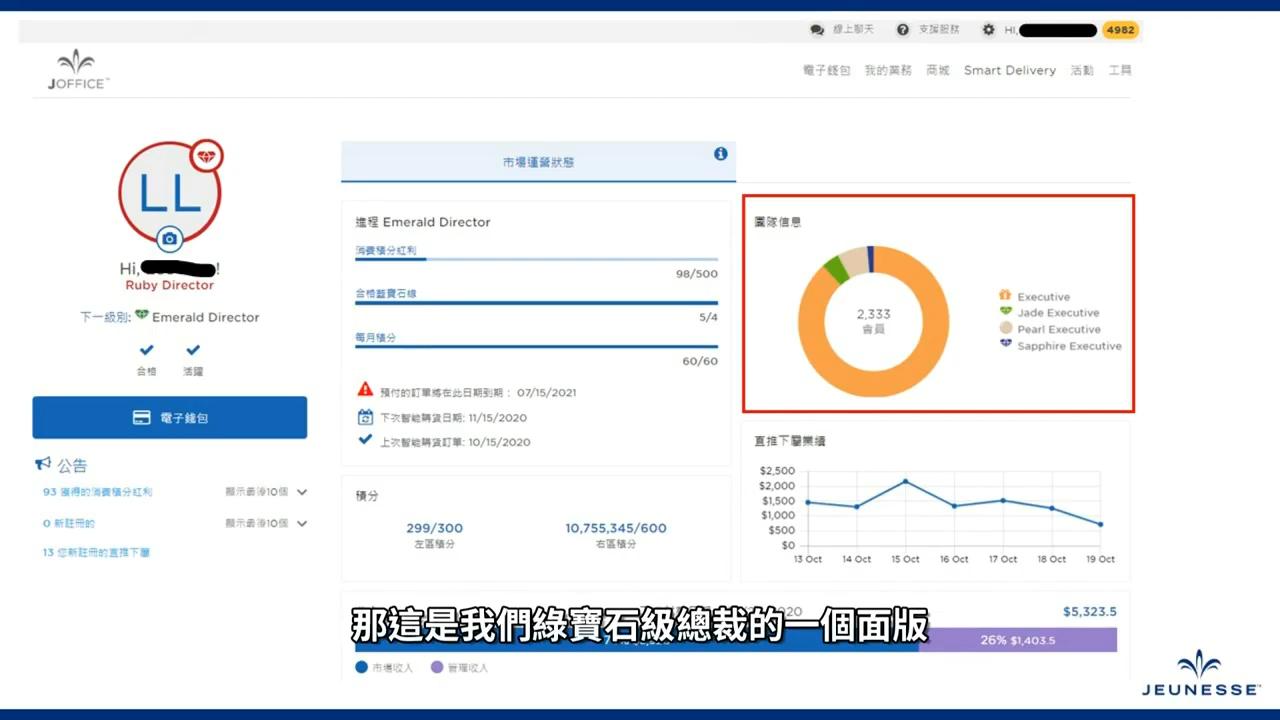 線上聊天 支援服務 HI, 4982
JOFFICE
電子錢包 我的業務 商城 Smart Delivery 活動 工具
LL
Hi, !
Ruby Director
下一級別: Emerald Director
合格 活躍
電子錢包
公告
93 獲得的消費積分紅利 顯示最後10個
0 新註冊的 顯示最後10個
13 您新註冊的直推下屬
市場運營狀態
進程 Emerald Director
消費積分紅利
98/500
合格藍寶石線
5/4
每月積分
60/60
預付的訂單將在此日期到期： 07/15/2021
下次智能購貨日期: 11/15/2020
上次智能購貨訂單: 10/15/2020
積分
299/300 10,755,345/600
左區積分 右區積分
團隊信息
2,333
會員
Executive
Jade Executive
Pearl Executive
Sapphire Executive
直推下屬業績
$2,500
$2,000
$1,500
$1,000
$500
$0
13 Oct 14 Oct 15 Oct 16 Oct 17 Oct 18 Oct 19 Oct
$5,323.5
那這是我們綠寶石級總裁的一個面版
26% $1,403.5
市場收入 管理收入
JEUNESSE